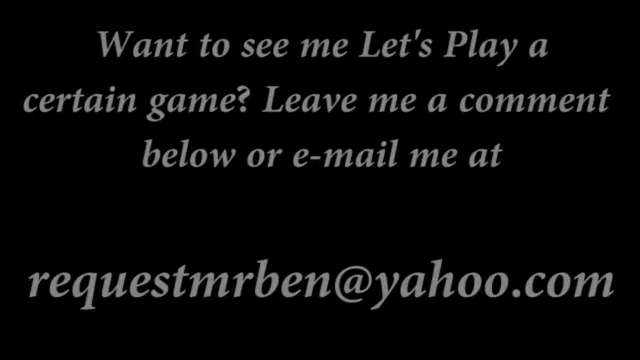 Want to see me Let's Play a
certain game? Leave me a comment
below or e-mail me at
requestmrben@yahoo.com